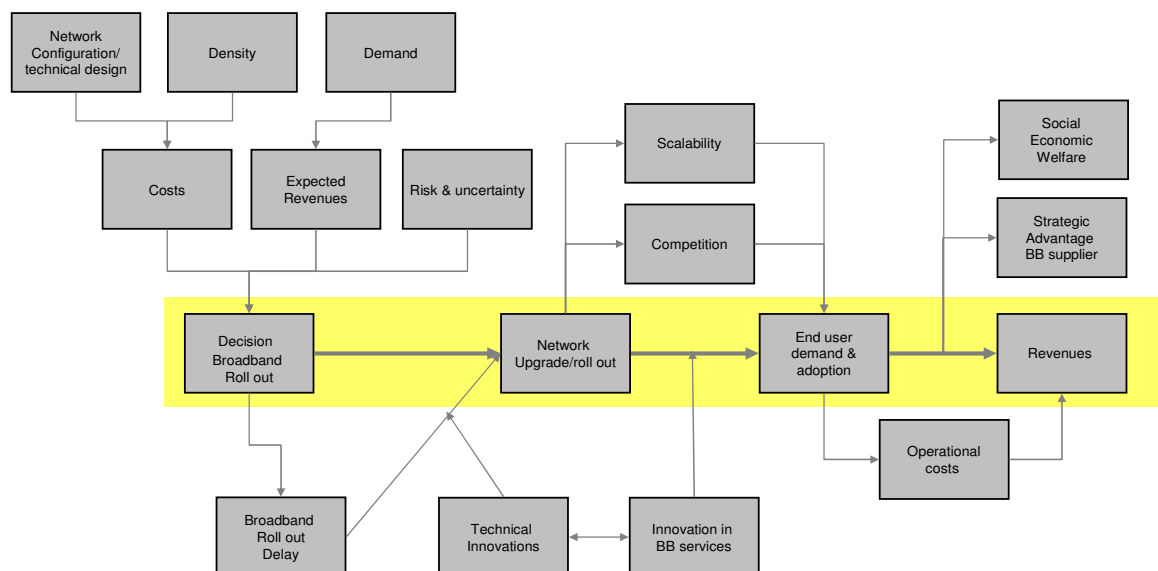 Network
Configuration/
technical design
Density
Demand
Costs
Expected
Revenues
Risk & uncertainty
Scalability
Competition
Social
Economic
Welfare
Strategic
Advantage
BB supplier
Decision
Broadband
Roll out
Network
Upgrade/roll out
End user
demand &
adoption
Revenues
Operational
costs
Broadband
Roll out
Delay
Technical
Innovations
Innovation in
BB services